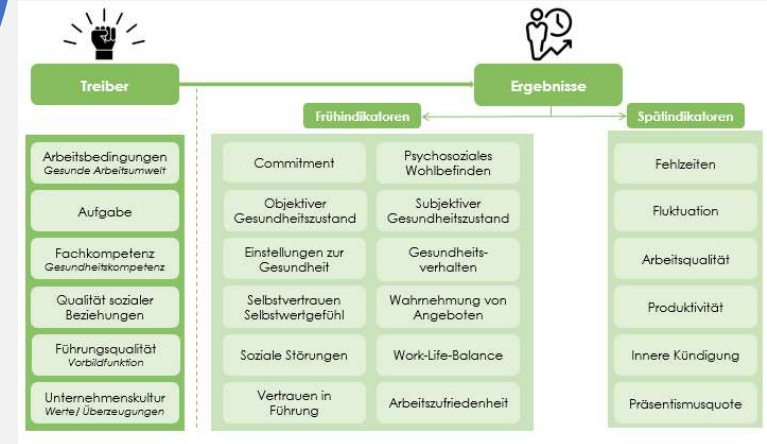 Treiber
Ergebnisse
Frühindikatoren
Spätindikatoren
Arbeitsbedingungen
Gesunde Arbeitsumwelt
Aufgabe
Fachkompetenz
Gesundheitskompetenz
Qualität sozialer
Beziehungen
Führungsqualität
Vorbildfunktion
Unternehmenskultur
Werte/ Überzeugungen
Commitment
Psychosoziales
Wohlbefinden
Objektiver
Gesundheitszustand
Subjektiver
Gesundheitszustand
Einstellungen zur
Gesundheit
Gesundheits-
verhalten
Selbstvertrauen
Selbstwertgefühl
Wahrnehmung von
Angeboten
Soziale Störungen
Work-Life-Balance
Vertrauen in
Führung
Arbeitszufriedenheit
Fehlzeiten
Fluktuation
Arbeitsqualität
Produktivität
Innere Kündigung
Präsentismusquote